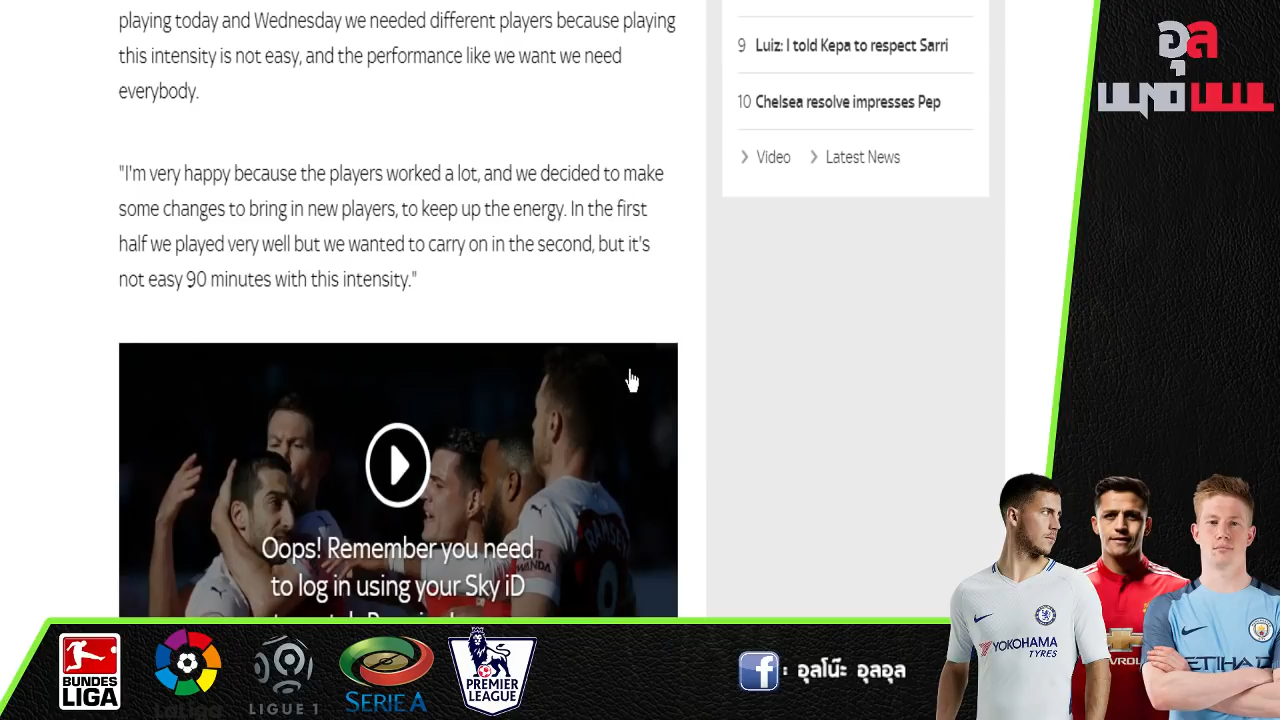 playing today and Wednesday we needed different players because playing
this intensity is not easy, and the performance like we want we need
everybody.
"I'm very happy because the players worked a lot, and we decided to make
some changes to bring in new players, to keep up the energy. In the first
half we played very well but we wanted to carry on in the second, but it's
not easy 90 minutes with this intensity."
Oops! Remember you need
to log in using your Sky iD
9 Luiz: I told Kepa to respect Sarri
10 Chelsea resolve impresses Pep
Video
Latest News
BUNDES
LIGA
LaLiga
LIGUE 1
SERIE A
PREMIER
LEAGUE
f : อุลโน๊ะ อุลอุล
YOKOHAMA
TYRES
ETIHAD